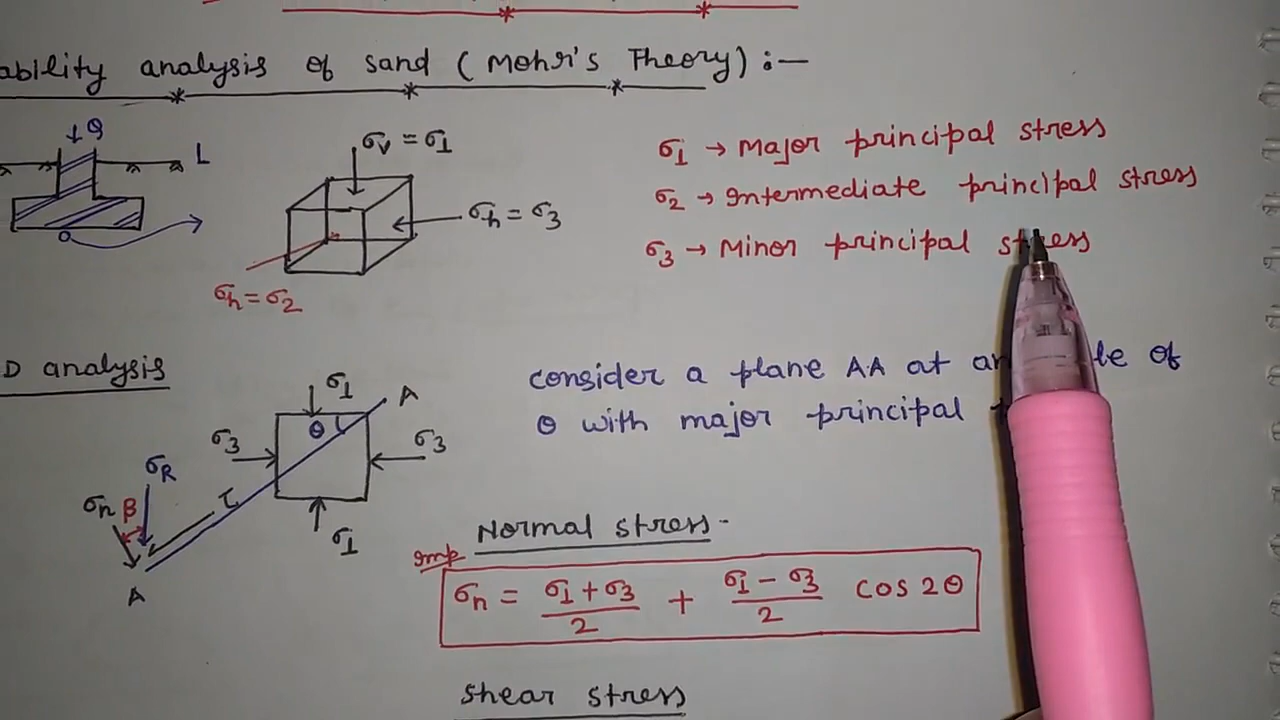 ability analysis of sand (Mohr's Theory) :-
↓Q
L
σv = σ1
σh = σ3
σh = σ2
σ1 → Major principal stress
σ2 → Intermediate principal stress
σ3 → Minor principal stress
D analysis
σ1
A
θ
σ3
σ3
σR
σn β
τ
σ1
A
consider a plane AA at an of
θ with major principal
Normal stress-
Imp
σn = (σ1 + σ3)/2 + (σ1 - σ3)/2 cos 2θ
shear stress